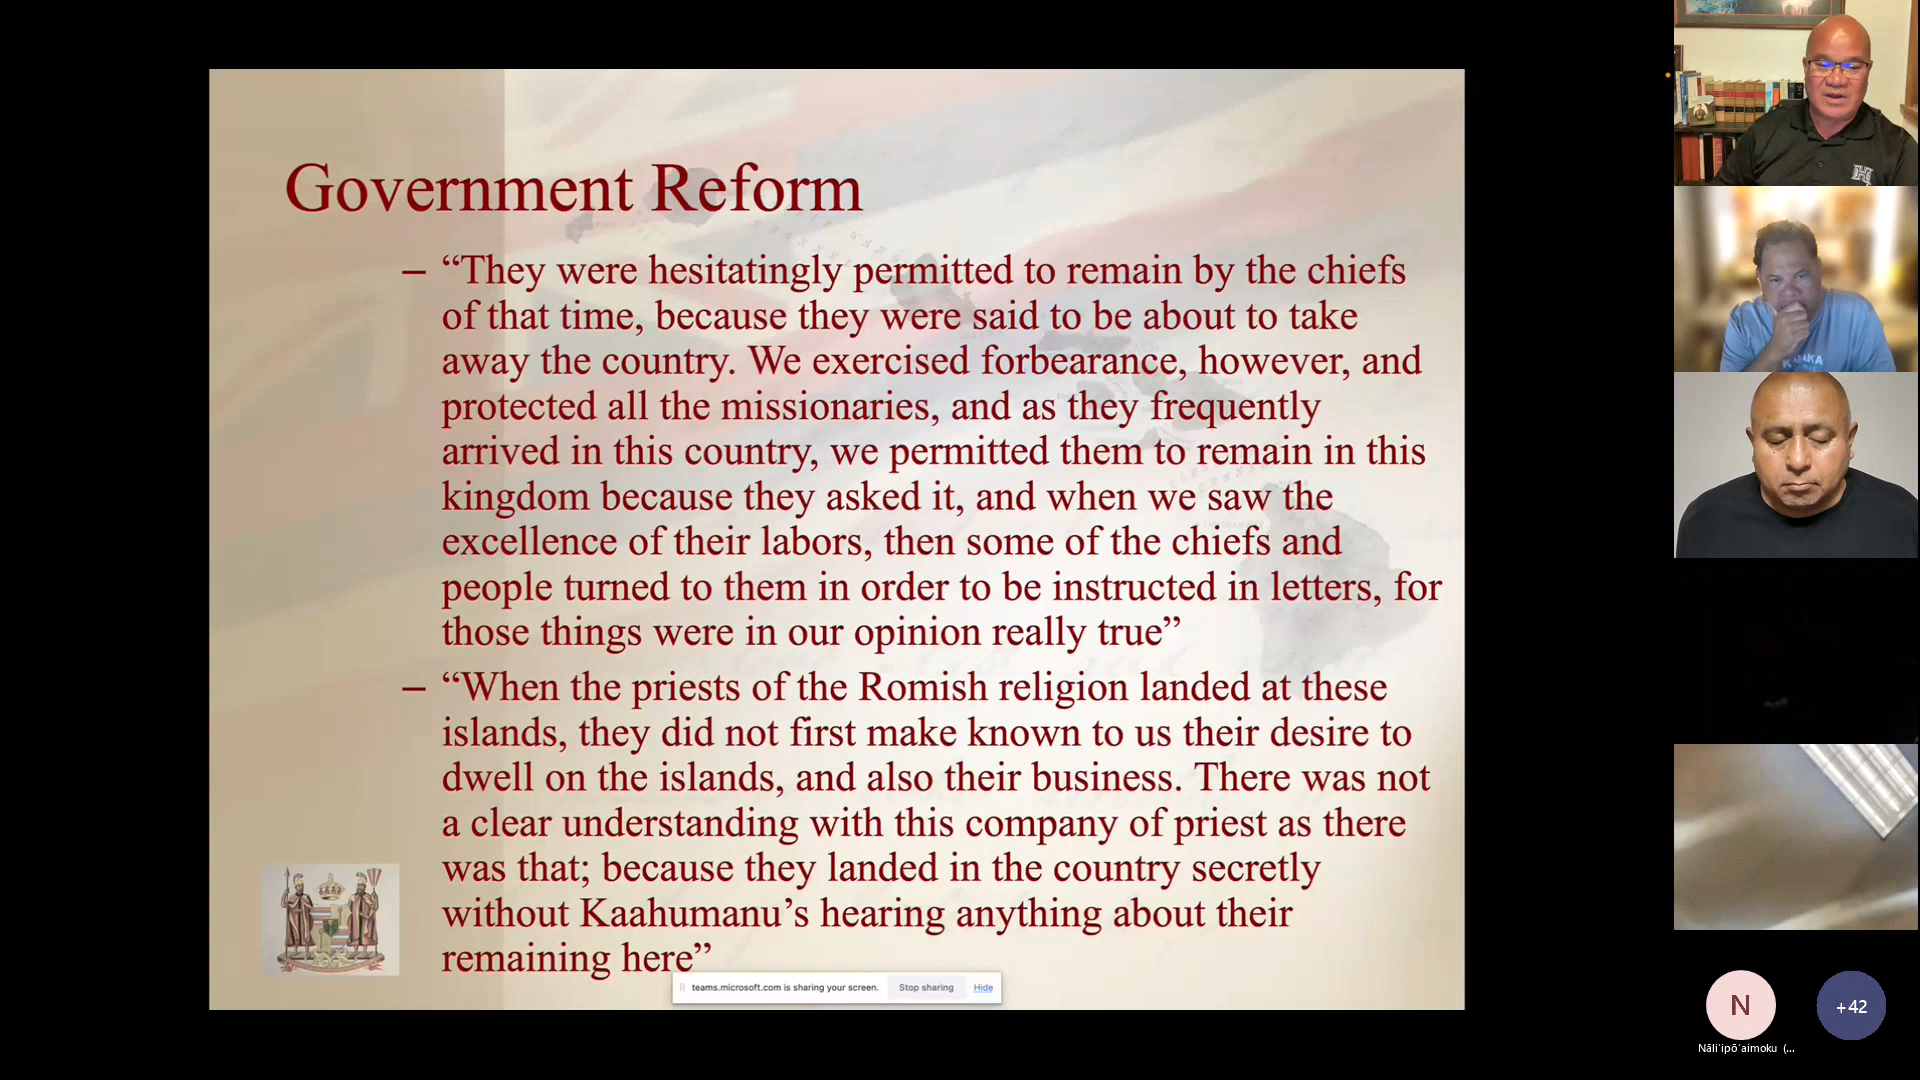 Government Reform
– “They were hesitatingly permitted to remain by the chiefs
of that time, because they were said to be about to take
away the country. We exercised forbearance, however, and
protected all the missionaries, and as they frequently
arrived in this country, we permitted them to remain in this
kingdom because they asked it, and when we saw the
excellence of their labors, then some of the chiefs and
people turned to them in order to be instructed in letters, for
those things were in our opinion really true”
– “When the priests of the Romish religion landed at these
islands, they did not first make known to us their desire to
dwell on the islands, and also their business. There was not
a clear understanding with this company of priest as there
was that; because they landed in the country secretly
without Kaahumanu’s hearing anything about their
remaining here”
teams.microsoft.com is sharing your screen.
Stop sharing
Hide
H
N
+42
Nāliʻipōʻaimoku (...